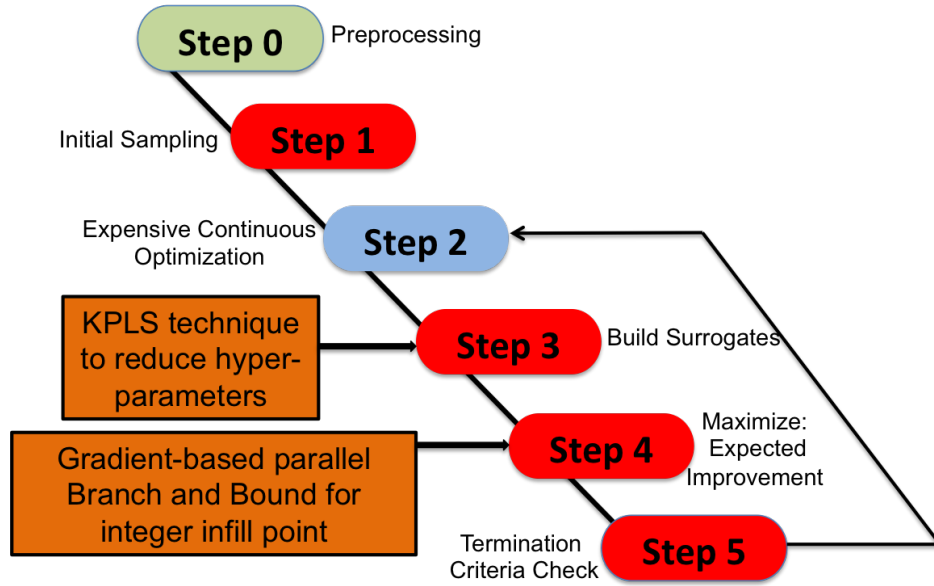 Step 0
Preprocessing
Initial Sampling
Step 1
Expensive Continuous
Optimization
Step 2
KPLS technique
to reduce hyper-
parameters
Step 3
Build Surrogates
Gradient-based parallel
Branch and Bound for
integer infill point
Step 4
Maximize:
Expected
Improvement
Termination
Criteria Check
Step 5